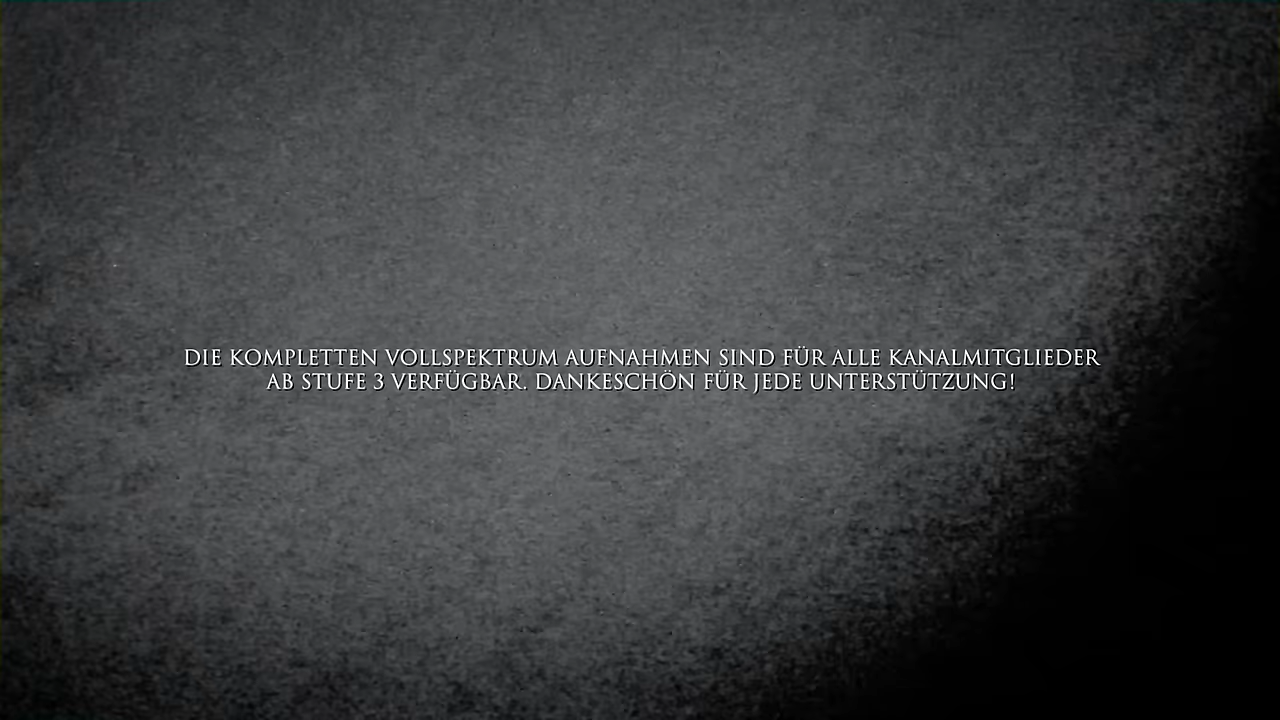 DIE KOMPLETTEN VOLLSPEKTRUM AUFNAHMEN SIND FÜR ALLE KANALMITGLIEDER
AB STUFE 3 VERFÜGBAR. DANKESCHÖN FÜR JEDE UNTERSTÜTZUNG!